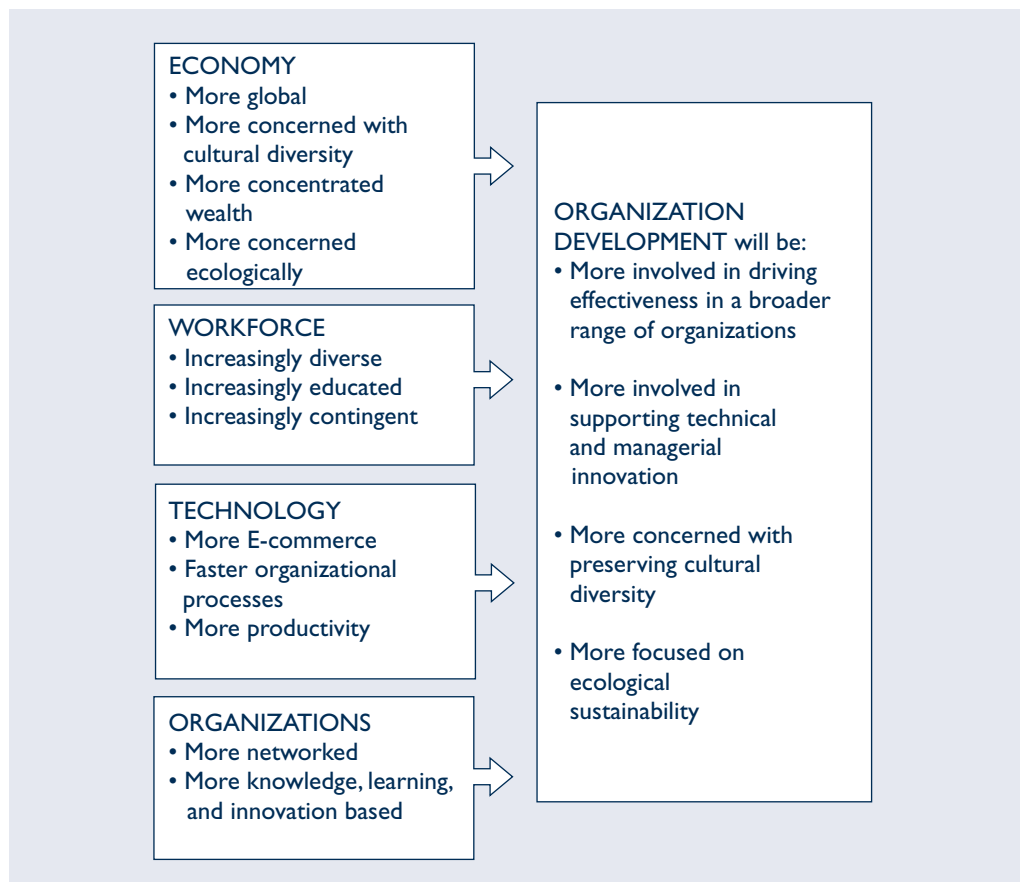 ECONOMY
• More global
• More concerned with
cultural diversity
• More concentrated
wealth
• More concerned
ecologically
WORKFORCE
• Increasingly diverse
• Increasingly educated
• Increasingly contingent
TECHNOLOGY
• More E-commerce
• Faster organizational
processes
• More productivity
ORGANIZATIONS
• More networked
• More knowledge, learning,
and innovation based
ORGANIZATION
DEVELOPMENT will be:
• More involved in driving
effectiveness in a broader
range of organizations
• More involved in
supporting technical
and managerial
innovation
• More concerned with
preserving cultural
diversity
• More focused on
ecological
sustainability